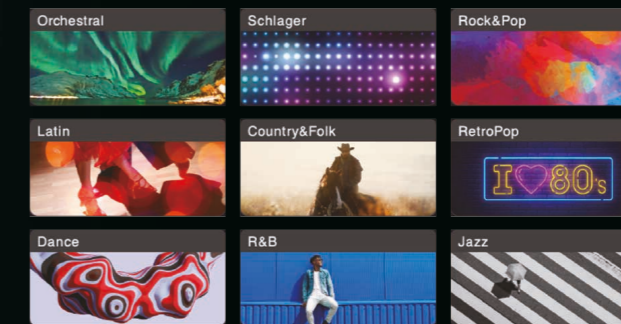 Orchestral
Schlager
Rock&Pop
Latin
Country&Folk
RetroPop
I♡80's
Dance
R&B
Jazz